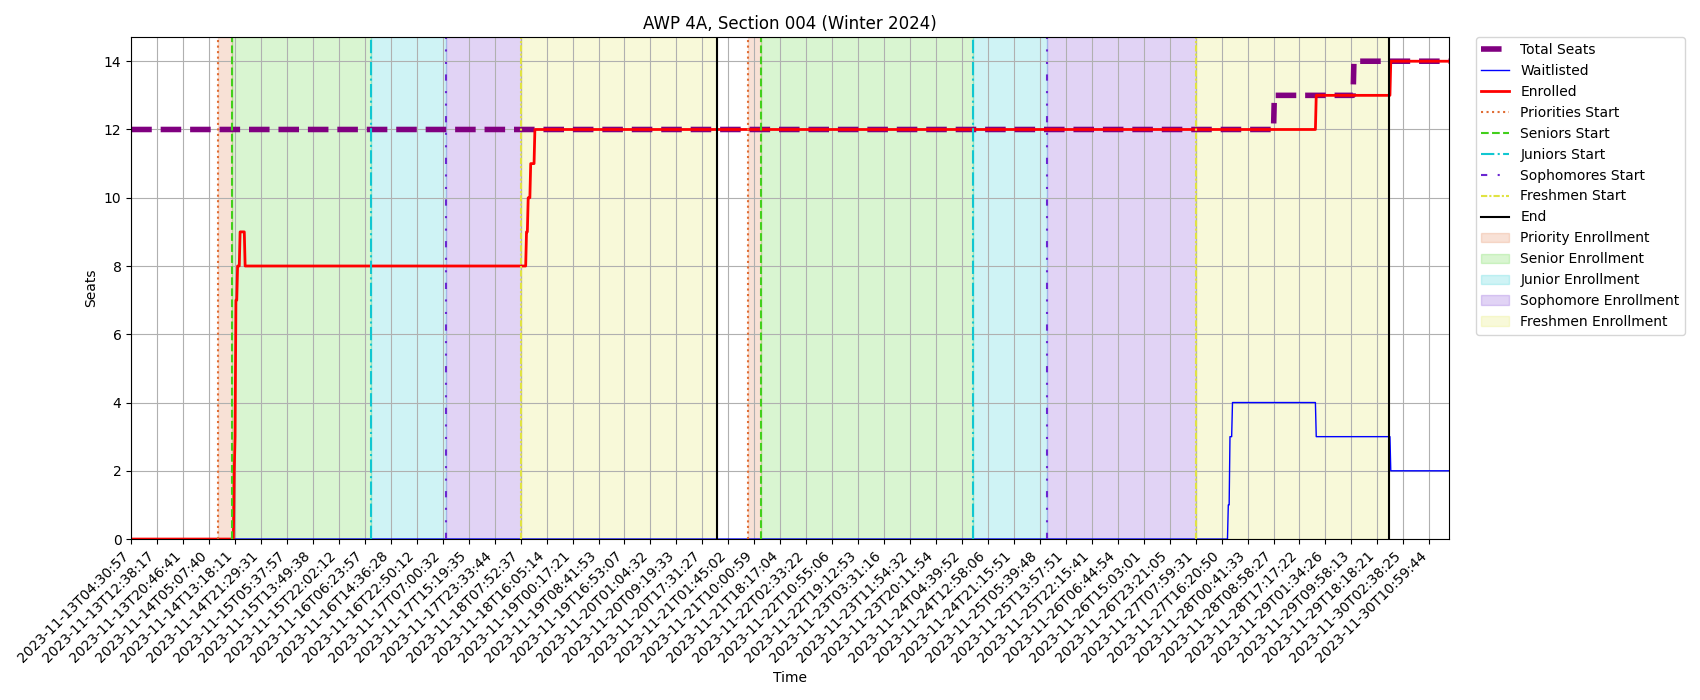 AWP 4A, Section 004 (Winter 2024)
Total Seats
Waitlisted
Enrolled
Priorities Start
Seniors Start
Juniors Start
Sophomores Start
Freshmen Start
End
Priority Enrollment
Senior Enrollment
Junior Enrollment
Sophomore Enrollment
Freshmen Enrollment
Seats
14
12
10
8
6
4
2
0
2023-11-13T04:30:57
2023-11-13T12:38:17
2023-11-13T20:46:41
2023-11-14T05:07:40
2023-11-14T13:18:11
2023-11-14T21:29:31
2023-11-15T05:37:57
2023-11-15T13:49:38
2023-11-15T22:02:12
2023-11-16T06:23:57
2023-11-16T14:36:28
2023-11-16T22:50:12
2023-11-17T07:00:32
2023-11-17T15:19:35
2023-11-17T23:33:44
2023-11-18T07:52:37
2023-11-18T16:05:14
2023-11-19T00:17:21
2023-11-19T08:41:53
2023-11-19T16:53:07
2023-11-20T01:04:32
2023-11-20T09:19:33
2023-11-20T17:31:27
2023-11-21T01:45:02
2023-11-21T10:00:59
2023-11-21T18:17:04
2023-11-22T02:33:22
2023-11-22T10:55:06
2023-11-22T19:12:53
2023-11-23T03:31:16
2023-11-23T11:54:32
2023-11-23T20:11:54
2023-11-24T04:39:52
2023-11-24T12:58:06
2023-11-24T21:15:51
2023-11-25T05:39:48
2023-11-25T13:57:51
2023-11-25T22:15:41
2023-11-26T06:44:54
2023-11-26T15:03:01
2023-11-26T23:21:05
2023-11-27T07:59:31
2023-11-27T16:20:50
2023-11-28T00:41:33
2023-11-28T08:58:27
2023-11-28T17:17:22
2023-11-29T01:34:26
2023-11-29T09:58:13
2023-11-29T18:18:21
2023-11-30T02:38:25
2023-11-30T10:59:44
Time